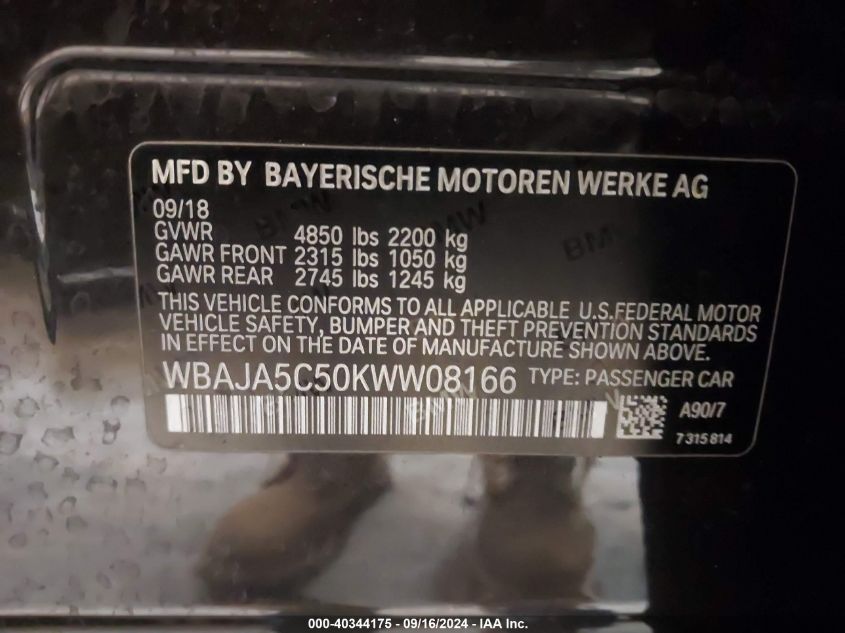 MFD BY BAYERISCHE MOTOREN WERKE AG
09/18
GVWR 4850 lbs 2200 kg
GAWR FRONT 2315 lbs 1050 kg
GAWR REAR 2745 lbs 1245 kg
THIS VEHICLE CONFORMS TO ALL APPLICABLE U.S.FEDERAL MOTOR
VEHICLE SAFETY, BUMPER AND THEFT PREVENTION STANDARDS
IN EFFECT ON THE DATE OF MANUFACTURE SHOWN ABOVE.
WBAJA5C50KWW08166 TYPE: PASSENGER CAR
A90/7
7315814
000-40344175 - 09/16/2024 - IAA Inc.